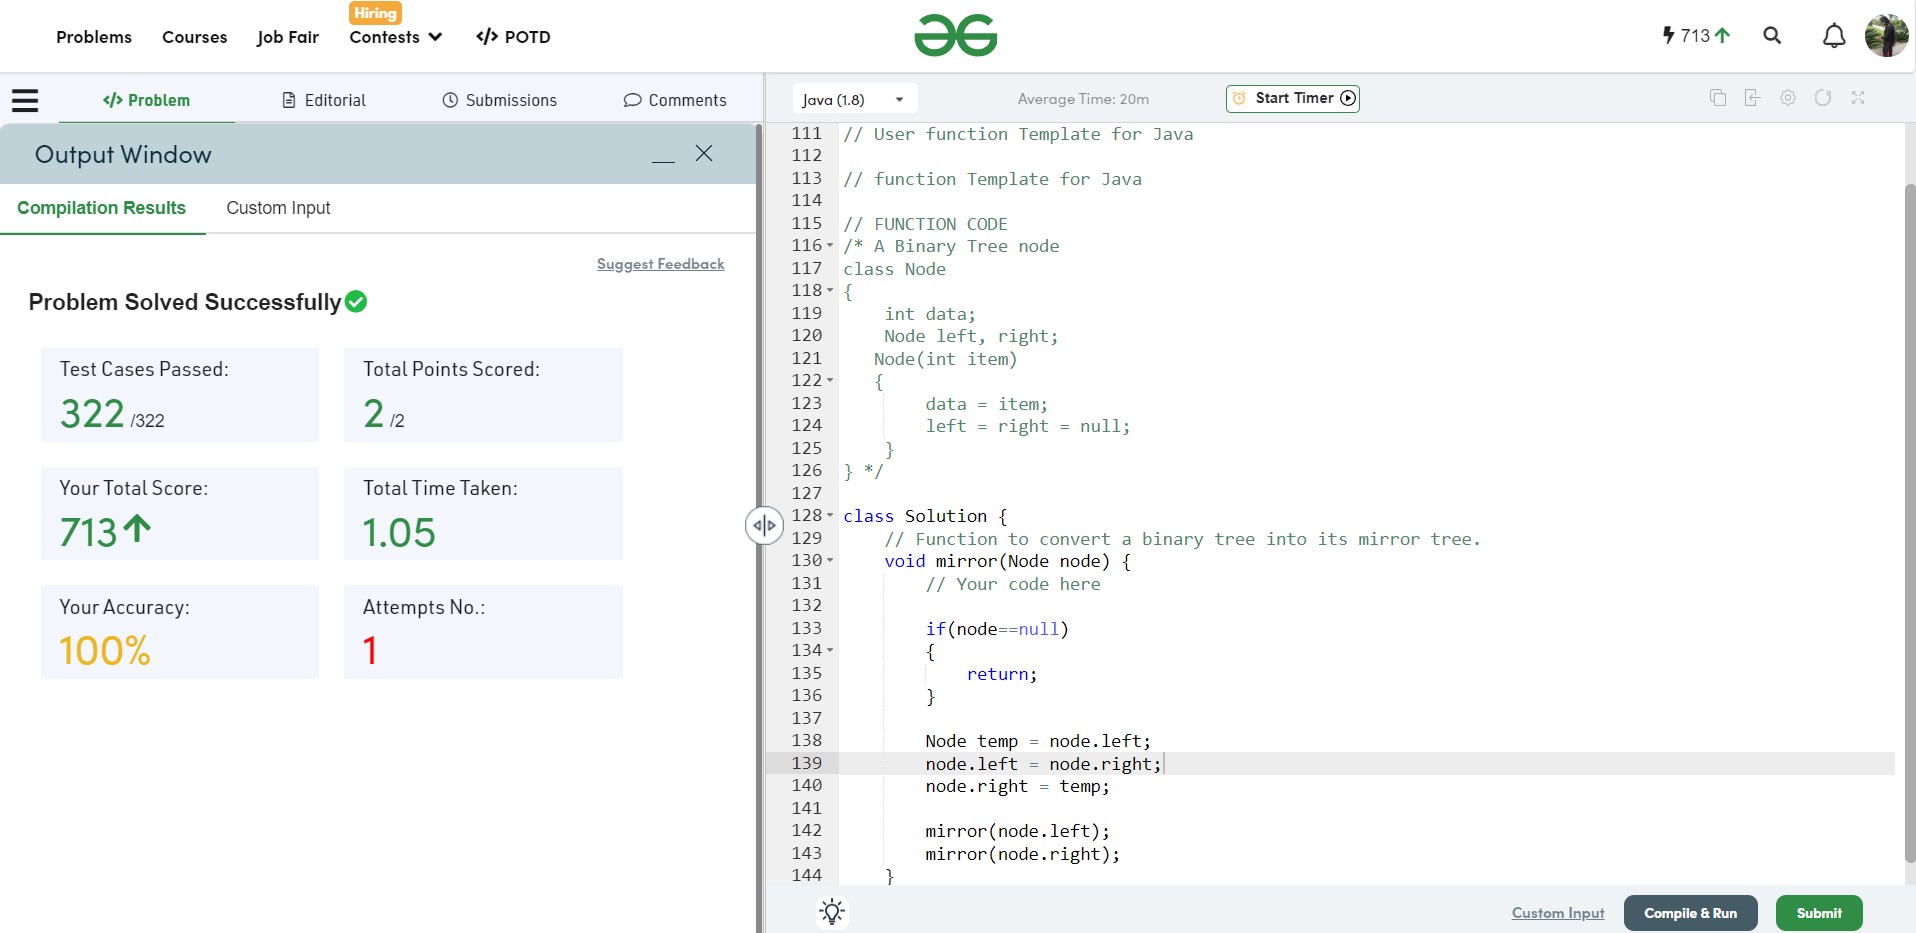 Hiring
Problems Courses Job Fair Contests </> POTD
713
</> Problem Editorial Submissions Comments
Output Window
Compilation Results Custom Input
Suggest Feedback
Problem Solved Successfully
Test Cases Passed:
322 /322
Total Points Scored:
2 /2
Your Total Score:
713
Total Time Taken:
1.05
Your Accuracy:
100%
Attempts No.:
1
Java (1.8) Average Time: 20m Start Timer
111 // User function Template for Java
112
113 // function Template for Java
114
115 // FUNCTION CODE
116 /* A Binary Tree node
117 class Node
118 {
119     int data;
120     Node left, right;
121    Node(int item)
122    {
123         data = item;
124         left = right = null;
125     }
126 } */
127
128 class Solution {
129     // Function to convert a binary tree into its mirror tree.
130     void mirror(Node node) {
131         // Your code here
132
133         if(node==null)
134         {
135             return;
136         }
137
138         Node temp = node.left;
139         node.left = node.right;
140         node.right = temp;
141
142         mirror(node.left);
143         mirror(node.right);
144     }
Custom Input Compile & Run Submit